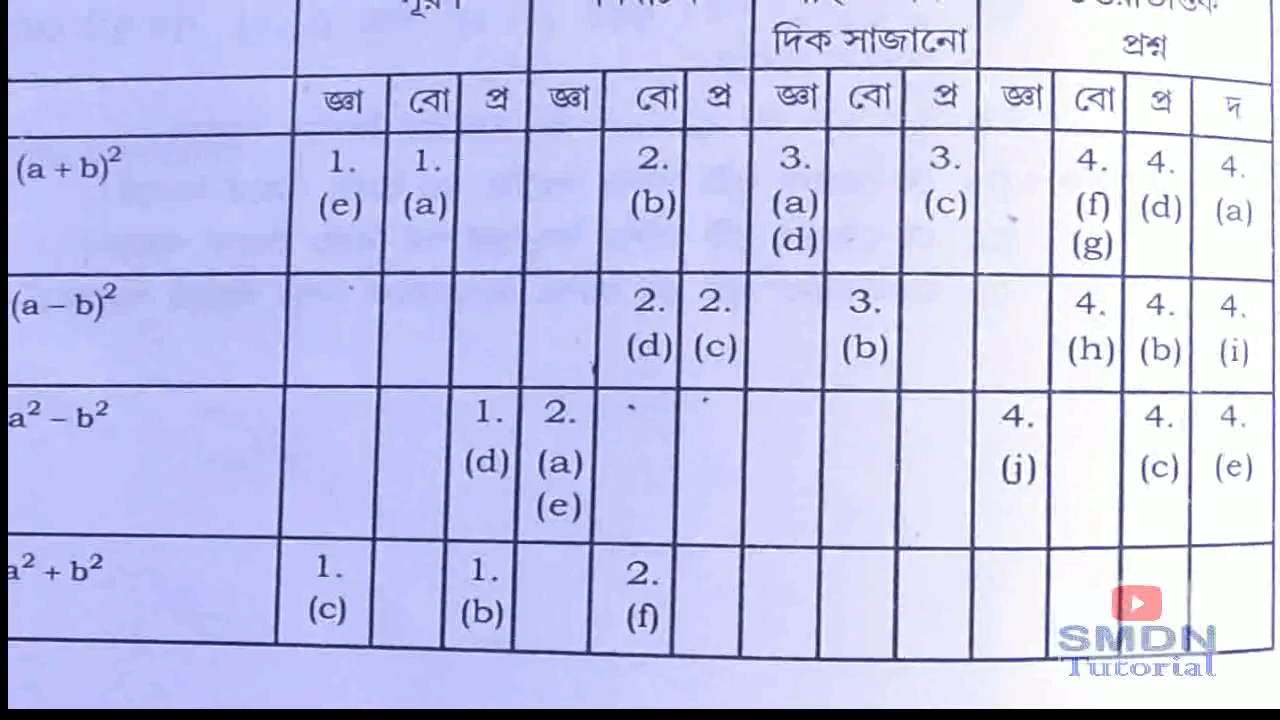 দিক সাজানো
প্রশ্ন
জ্ঞা বো প্র জ্ঞা বো প্র জ্ঞা বো প্র জ্ঞা বো প্র দ
(a + b)² 1. 1. 2. 3. 3. 4. 4. 4.
(e) (a) (b) (a) (c) (f) (d) (a)
(d) (g)
(a – b)² 2. 2. 3. 4. 4. 4.
(d) (c) (b) (h) (b) (i)
a² – b² 1. 2. 4. 4. 4.
(d) (a) (j) (c) (e)
(e)
a² + b² 1. 1. 2.
(c) (b) (f)
SMDN
Tutorial